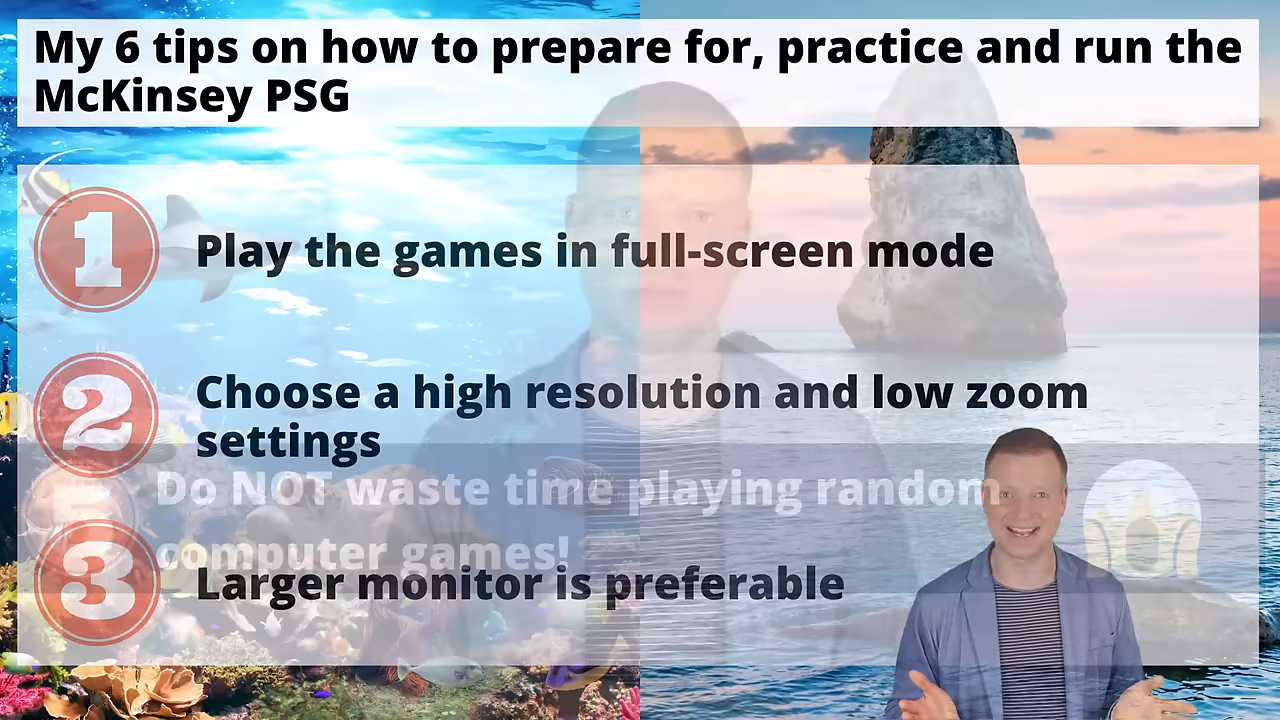 My 6 tips on how to prepare for, practice and run the
McKinsey PSG
1
Play the games in full-screen mode
2
Choose a high resolution and low zoom
settings
Do NOT waste time playing random
computer games!
3
Larger monitor is preferable